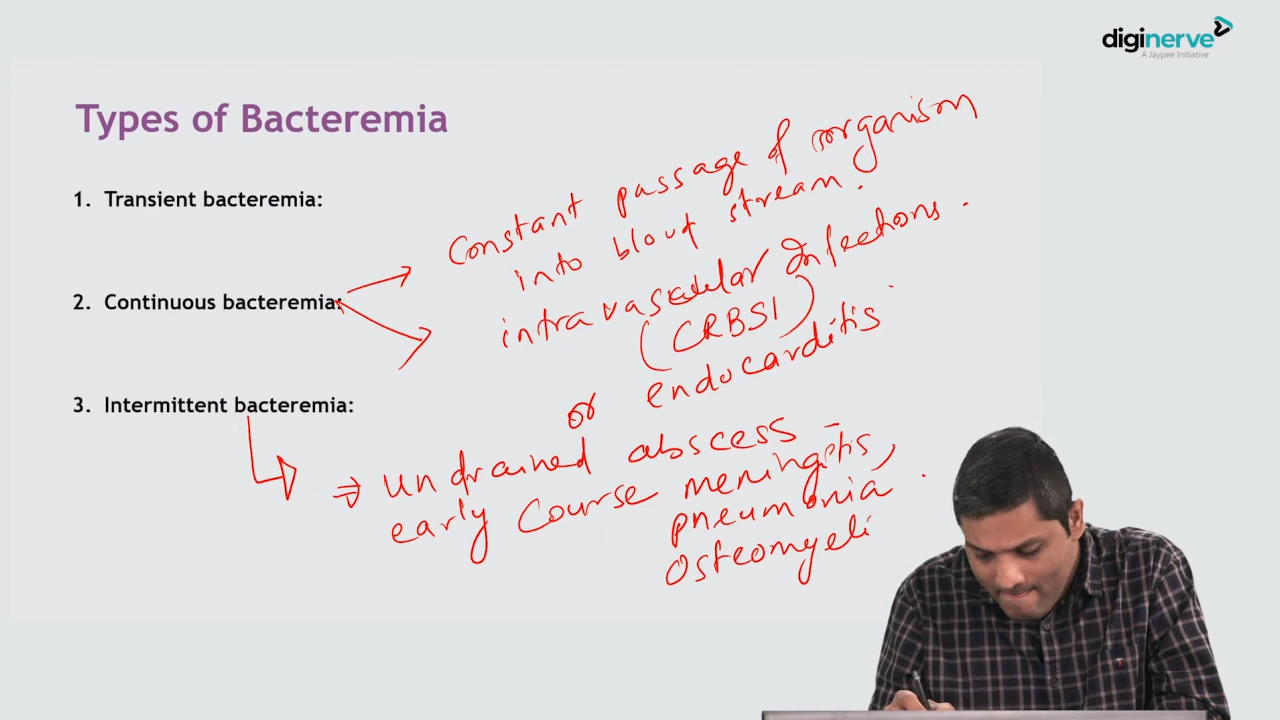 diginerve
A Jaypee Initiative
Types of Bacteremia
1. Transient bacteremia:
2. Continuous bacteremia:
3. Intermittent bacteremia:
Constant passage of organism
into blout stream.
intravascular Infections.
(CRBSI)
or endocarditis
⇒ undrained abscess
early course meningitis,
pneumonia
Osteomyeli